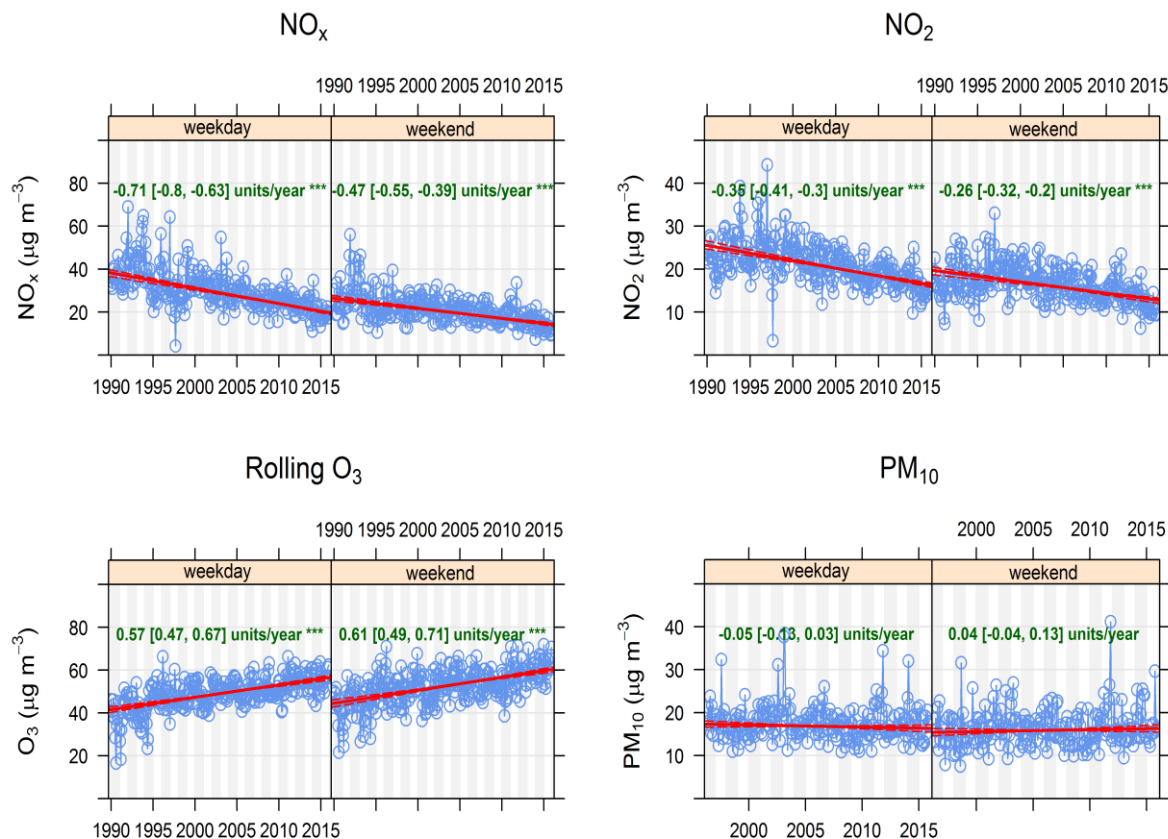 NOx
NO2
1990 1995 2000 2005 2010 2015
1990 1995 2000 2005 2010 2015
weekday weekend
weekday weekend
NOx (µg m−3)
80
60
40
20
-0.71 [-0.8, -0.63] units/year *** -0.47 [-0.55, -0.39] units/year ***
1990 1995 2000 2005 2010 2015
NO2 (µg m−3)
40
30
20
10
-0.35 [-0.41, -0.3] units/year *** -0.26 [-0.32, -0.2] units/year ***
1990 1995 2000 2005 2010 2015
Rolling O3
PM10
1990 1995 2000 2005 2010 2015
2000 2005 2010 2015
weekday weekend
weekday weekend
O3 (µg m−3)
80
60
40
20
0.57 [0.47, 0.67] units/year *** 0.61 [0.49, 0.71] units/year ***
1990 1995 2000 2005 2010 2015
PM10 (µg m−3)
40
30
20
10
-0.05 [-0.13, 0.03] units/year 0.04 [-0.04, 0.13] units/year
2000 2005 2010 2015